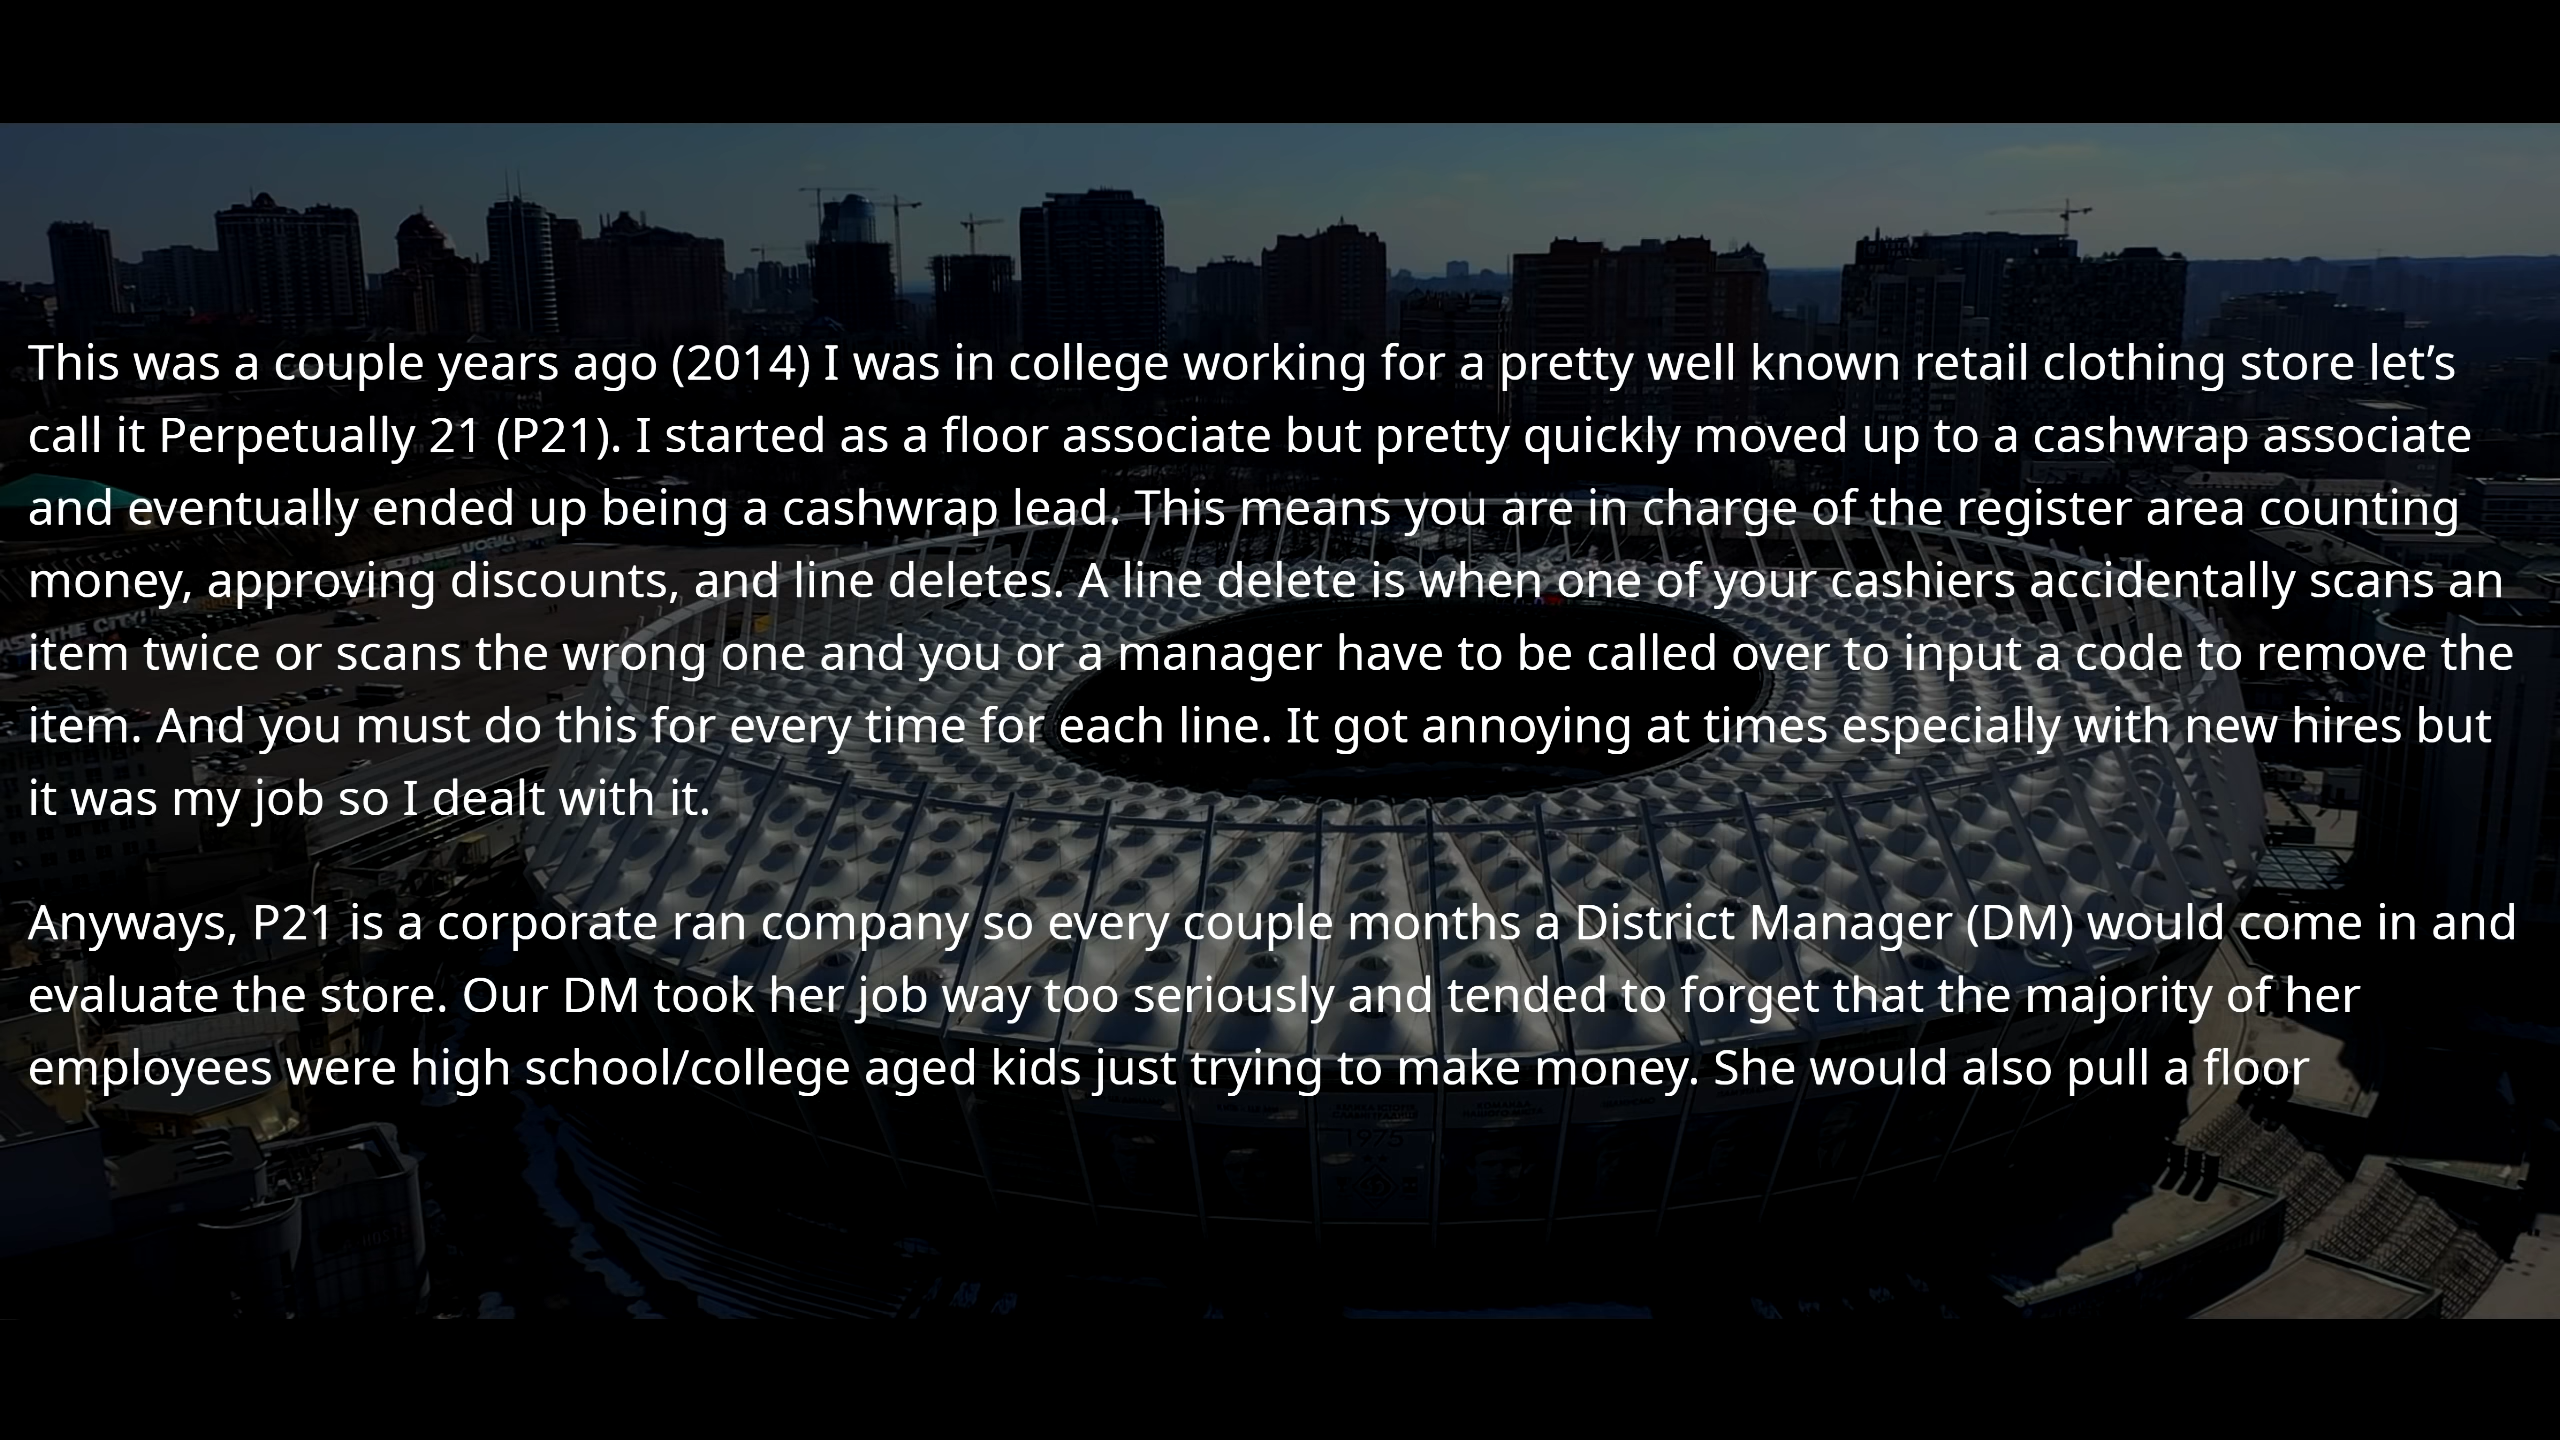 This was a couple years ago (2014) I was in college working for a pretty well known retail clothing store let’s
call it Perpetually 21 (P21). I started as a floor associate but pretty quickly moved up to a cashwrap associate
and eventually ended up being a cashwrap lead. This means you are in charge of the register area counting
money, approving discounts, and line deletes. A line delete is when one of your cashiers accidentally scans an
item twice or scans the wrong one and you or a manager have to be called over to input a code to remove the
item. And you must do this for every time for each line. It got annoying at times especially with new hires but
it was my job so I dealt with it.
Anyways, P21 is a corporate ran company so every couple months a District Manager (DM) would come in and
evaluate the store. Our DM took her job way too seriously and tended to forget that the majority of her
employees were high school/college aged kids just trying to make money. She would also pull a floor
THE CITY!
1975